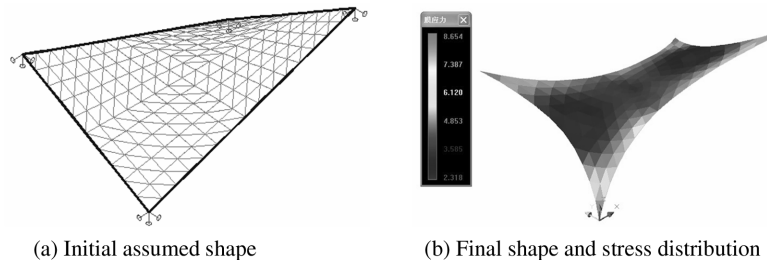 膜应力
8.654
7.387
6.120
4.853
3.585
2.318
X
(a) Initial assumed shape
(b) Final shape and stress distribution